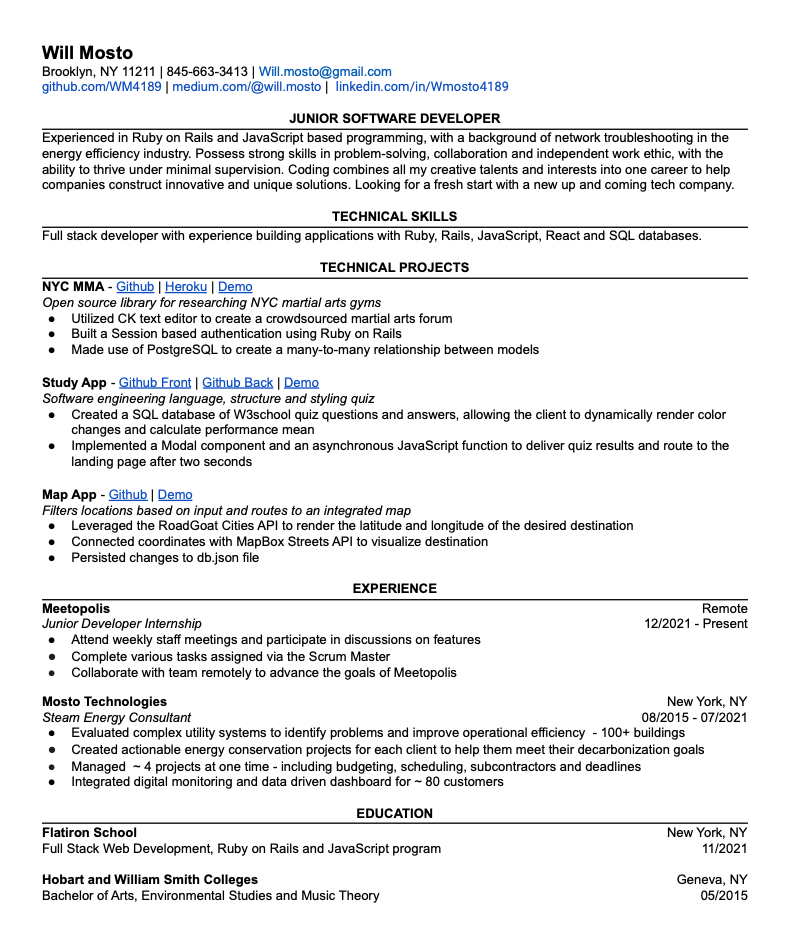 Will Mosto
Brooklyn, NY 11211 | 845-663-3413 | Will.mosto@gmail.com
github.com/WM4189 | medium.com/@will.mosto | linkedin.com/in/Wmosto4189
JUNIOR SOFTWARE DEVELOPER
Experienced in Ruby on Rails and JavaScript based programming, with a background of network troubleshooting in the
energy efficiency industry. Possess strong skills in problem-solving, collaboration and independent work ethic, with the
ability to thrive under minimal supervision. Coding combines all my creative talents and interests into one career to help
companies construct innovative and unique solutions. Looking for a fresh start with a new up and coming tech company.
TECHNICAL SKILLS
Full stack developer with experience building applications with Ruby, Rails, JavaScript, React and SQL databases.
TECHNICAL PROJECTS
NYC MMA - Github | Heroku | Demo
Open source library for researching NYC martial arts gyms
● Utilized CK text editor to create a crowdsourced martial arts forum
● Built a Session based authentication using Ruby on Rails
● Made use of PostgreSQL to create a many-to-many relationship between models
Study App - Github Front | Github Back | Demo
Software engineering language, structure and styling quiz
● Created a SQL database of W3school quiz questions and answers, allowing the client to dynamically render color
changes and calculate performance mean
● Implemented a Modal component and an asynchronous JavaScript function to deliver quiz results and route to the
landing page after two seconds
Map App - Github | Demo
Filters locations based on input and routes to an integrated map
● Leveraged the RoadGoat Cities API to render the latitude and longitude of the desired destination
● Connected coordinates with MapBox Streets API to visualize destination
● Persisted changes to db.json file
EXPERIENCE
Meetopolis Remote
Junior Developer Internship 12/2021 - Present
● Attend weekly staff meetings and participate in discussions on features
● Complete various tasks assigned via the Scrum Master
● Collaborate with team remotely to advance the goals of Meetopolis
Mosto Technologies New York, NY
Steam Energy Consultant 08/2015 - 07/2021
● Evaluated complex utility systems to identify problems and improve operational efficiency - 100+ buildings
● Created actionable energy conservation projects for each client to help them meet their decarbonization goals
● Managed ~ 4 projects at one time - including budgeting, scheduling, subcontractors and deadlines
● Integrated digital monitoring and data driven dashboard for ~ 80 customers
EDUCATION
Flatiron School New York, NY
Full Stack Web Development, Ruby on Rails and JavaScript program 11/2021
Hobart and William Smith Colleges Geneva, NY
Bachelor of Arts, Environmental Studies and Music Theory 05/2015